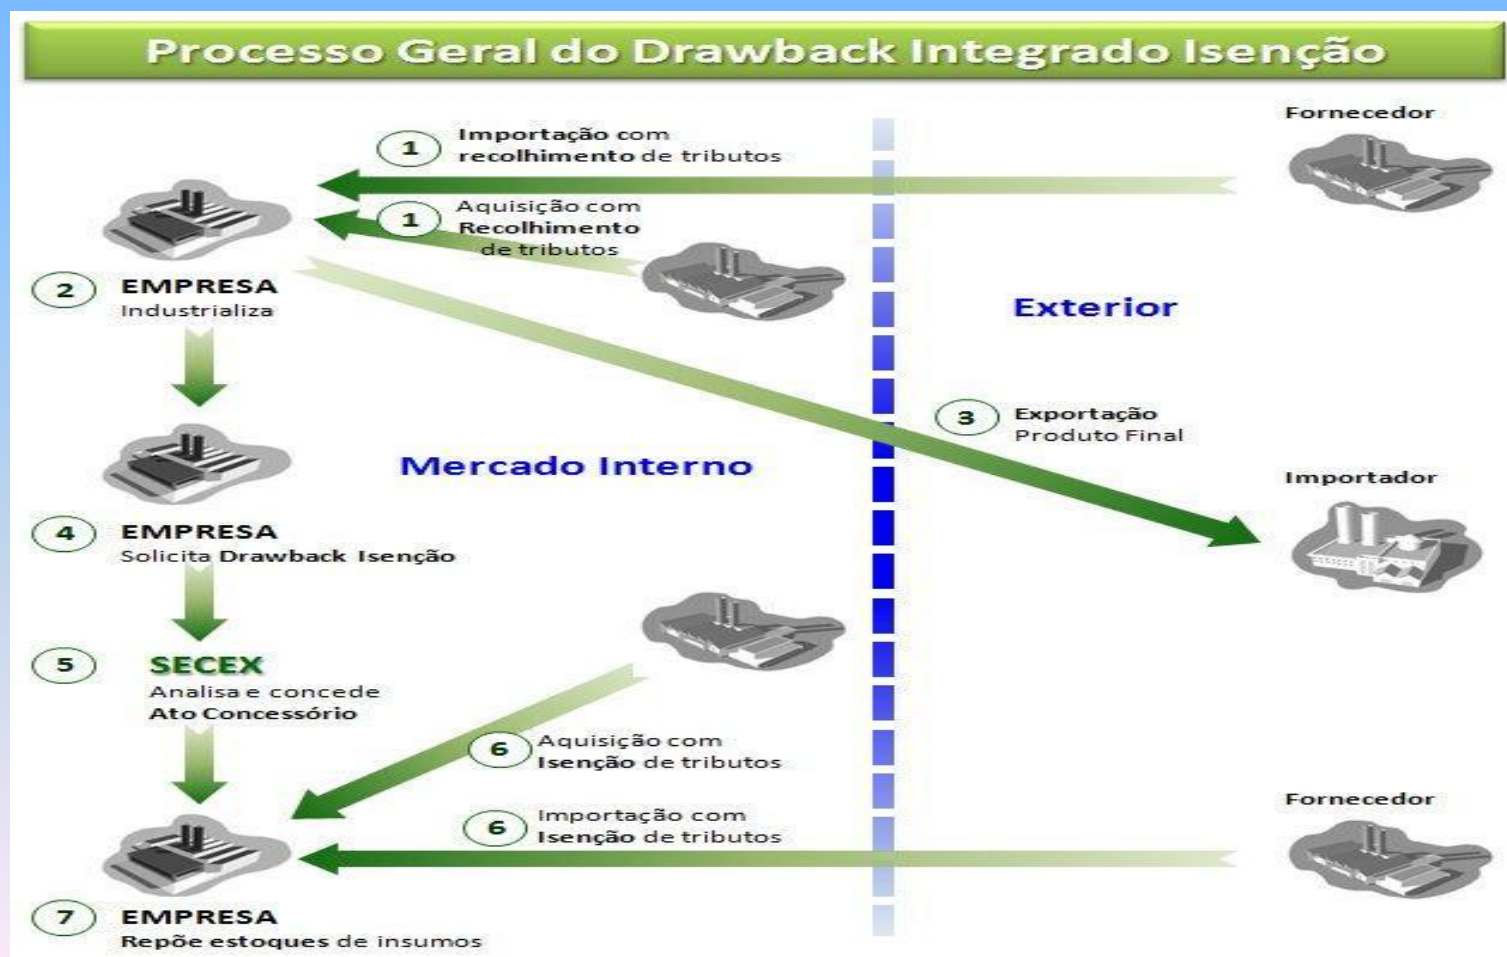 Processo Geral do Drawback Integrado Isenção
Fornecedor
1
Importação com
recolhimento de tributos
1
Aquisição com
Recolhimento
de tributos
2
EMPRESA
Industrializa
Exterior
3
Exportação
Produto Final
Mercado Interno
Importador
4
EMPRESA
Solicita Drawback Isenção
5
SECEX
Analisa e concede
Ato Concessório
6
Aquisição com
Isenção de tributos
6
Importação com
Isenção de tributos
Fornecedor
7
EMPRESA
Repõe estoques de insumos